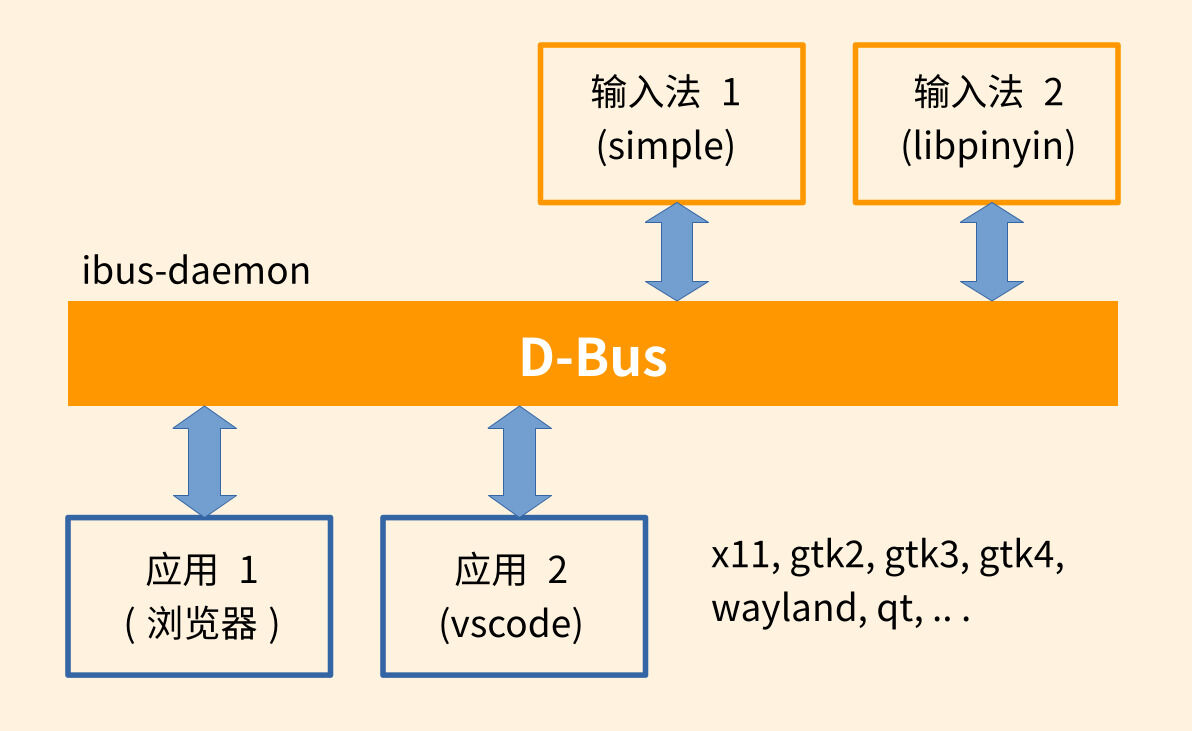 输入法 1
(simple)
输入法 2
(libpinyin)
ibus-daemon
D-Bus
应用 1
( 浏览器 )
应用 2
(vscode)
x11, gtk2, gtk3, gtk4,
wayland, qt, .. .